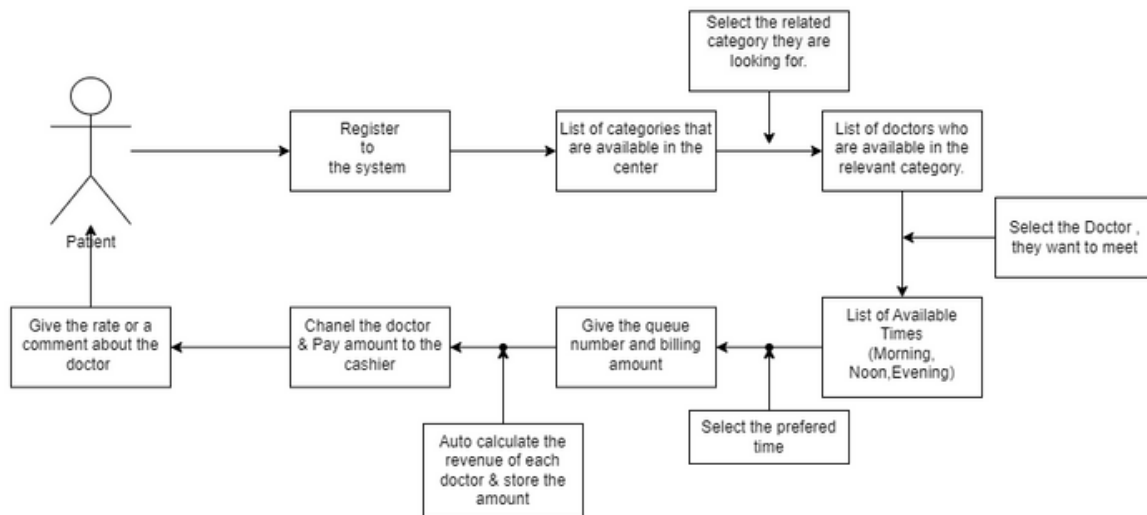 Select the related
category they are
looking for.
Register
to
the system
List of categories that
are available in the
center
List of doctors who
are available in the
relevant category.
Patient
Select the Doctor ,
they want to meet
Give the rate or a
comment about the
doctor
Chanel the doctor
& Pay amount to the
cashier
Give the queue
number and billing
amount
List of Available
Times
(Morning,
Noon,Evening)
Auto calculate the
revenue of each
doctor & store the
amount
Select the prefered
time